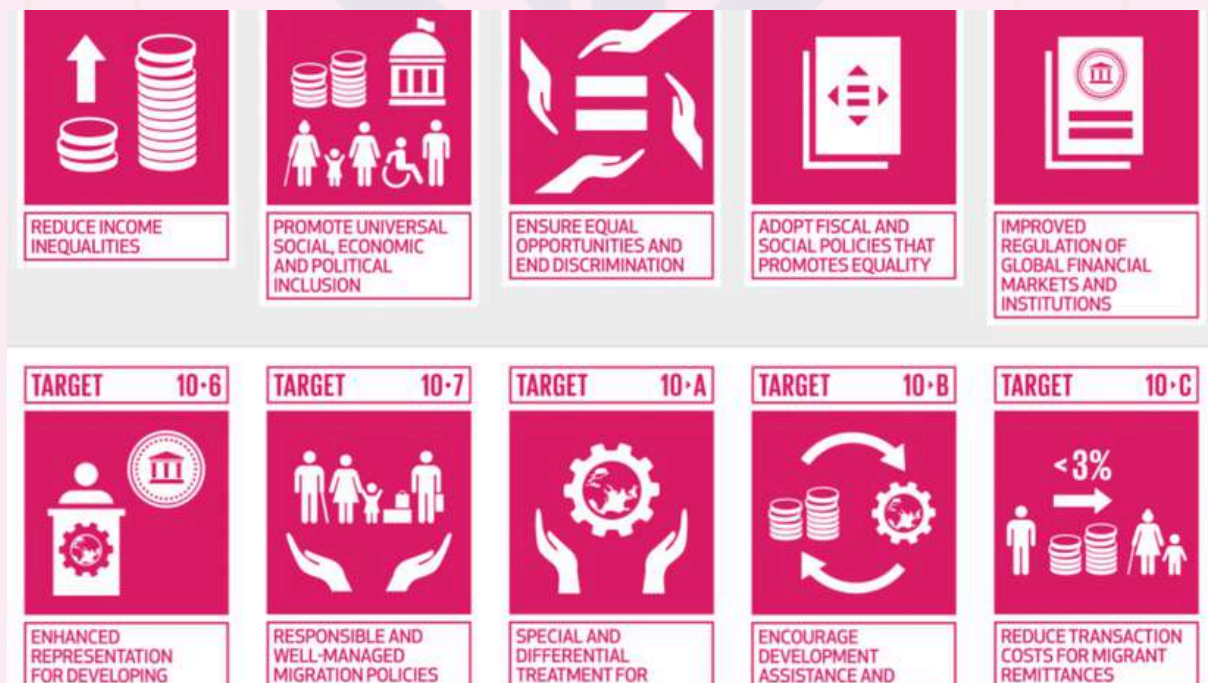 REDUCE INCOME
INEQUALITIES
PROMOTE UNIVERSAL
SOCIAL, ECONOMIC
AND POLITICAL
INCLUSION
ENSURE EQUAL
OPPORTUNITIES AND
END DISCRIMINATION
ADOPT FISCAL AND
SOCIAL POLICIES THAT
PROMOTES EQUALITY
IMPROVED
REGULATION OF
GLOBAL FINANCIAL
MARKETS AND
INSTITUTIONS
TARGET 10·6
ENHANCED
REPRESENTATION
FOR DEVELOPING
TARGET 10·7
RESPONSIBLE AND
WELL-MANAGED
MIGRATION POLICIES
TARGET 10·A
SPECIAL AND
DIFFERENTIAL
TREATMENT FOR
TARGET 10·B
ENCOURAGE
DEVELOPMENT
ASSISTANCE AND
TARGET 10·C
<3%
REDUCE TRANSACTION
COSTS FOR MIGRANT
REMITTANCES